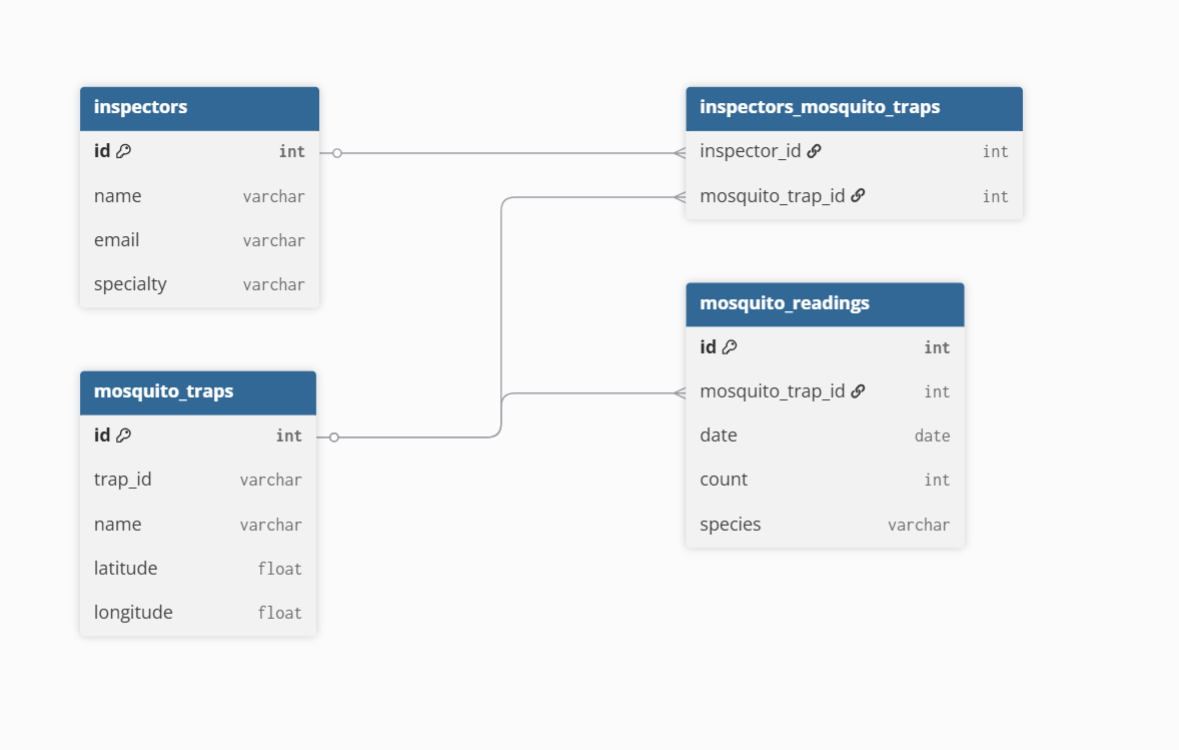 inspectors
id int
name varchar
email varchar
specialty varchar
inspectors_mosquito_traps
inspector_id int
mosquito_trap_id int
mosquito_traps
id int
trap_id varchar
name varchar
latitude float
longitude float
mosquito_readings
id int
mosquito_trap_id int
date date
count int
species varchar